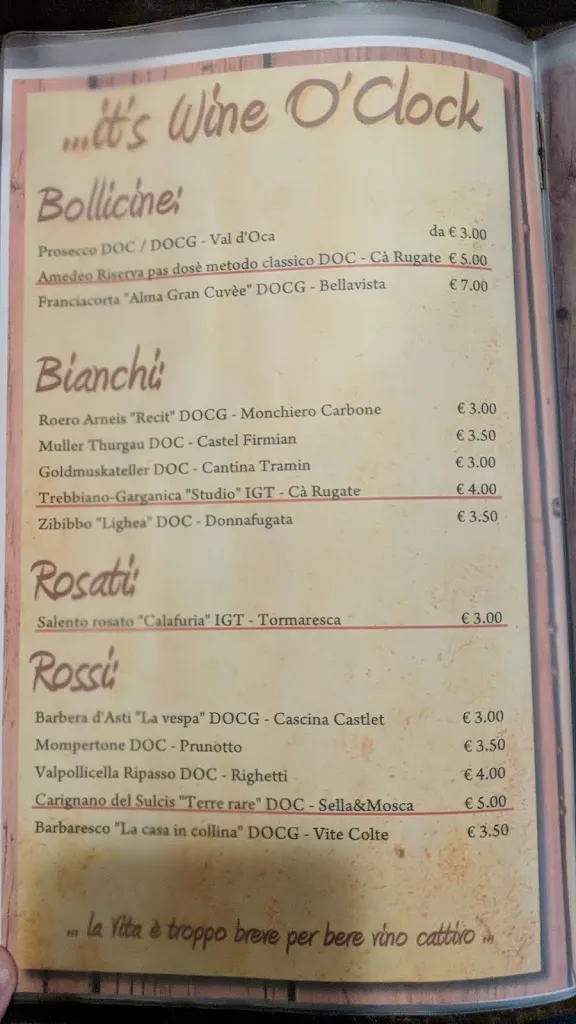 ...it's Wine O'Clock
Bollicine:
Prosecco DOC / DOCG - Val d'Oca da € 3.00
Amedeo Riserva pas dosè metodo classico DOC - Cà Rugate € 5.00
Franciacorta "Alma Gran Cuvèe" DOCG - Bellavista € 7.00
Bianchi:
Roero Arneis "Recit" DOCG - Monchiero Carbone € 3.00
Muller Thurgau DOC - Castel Firmian € 3.50
Goldmuskateller DOC - Cantina Tramin € 3.00
Trebbiano-Garganica "Studio" IGT - Cà Rugate € 4.00
Zibibbo "Lighea" DOC - Donnafugata € 3.50
Rosati:
Salento rosato "Calafuria" IGT - Tormaresca € 3.00
Rossi:
Barbera d'Asti "La vespa" DOCG - Cascina Castlet € 3.00
Mompertone DOC - Prunotto € 3.50
Valpollicella Ripasso DOC - Righetti € 4.00
Carignano del Sulcis "Terre rare" DOC - Sella&Mosca € 5.00
Barbaresco "La casa in collina" DOCG - Vite Colte € 3.50
... la vita è troppo breve per bere vino cattivo ...